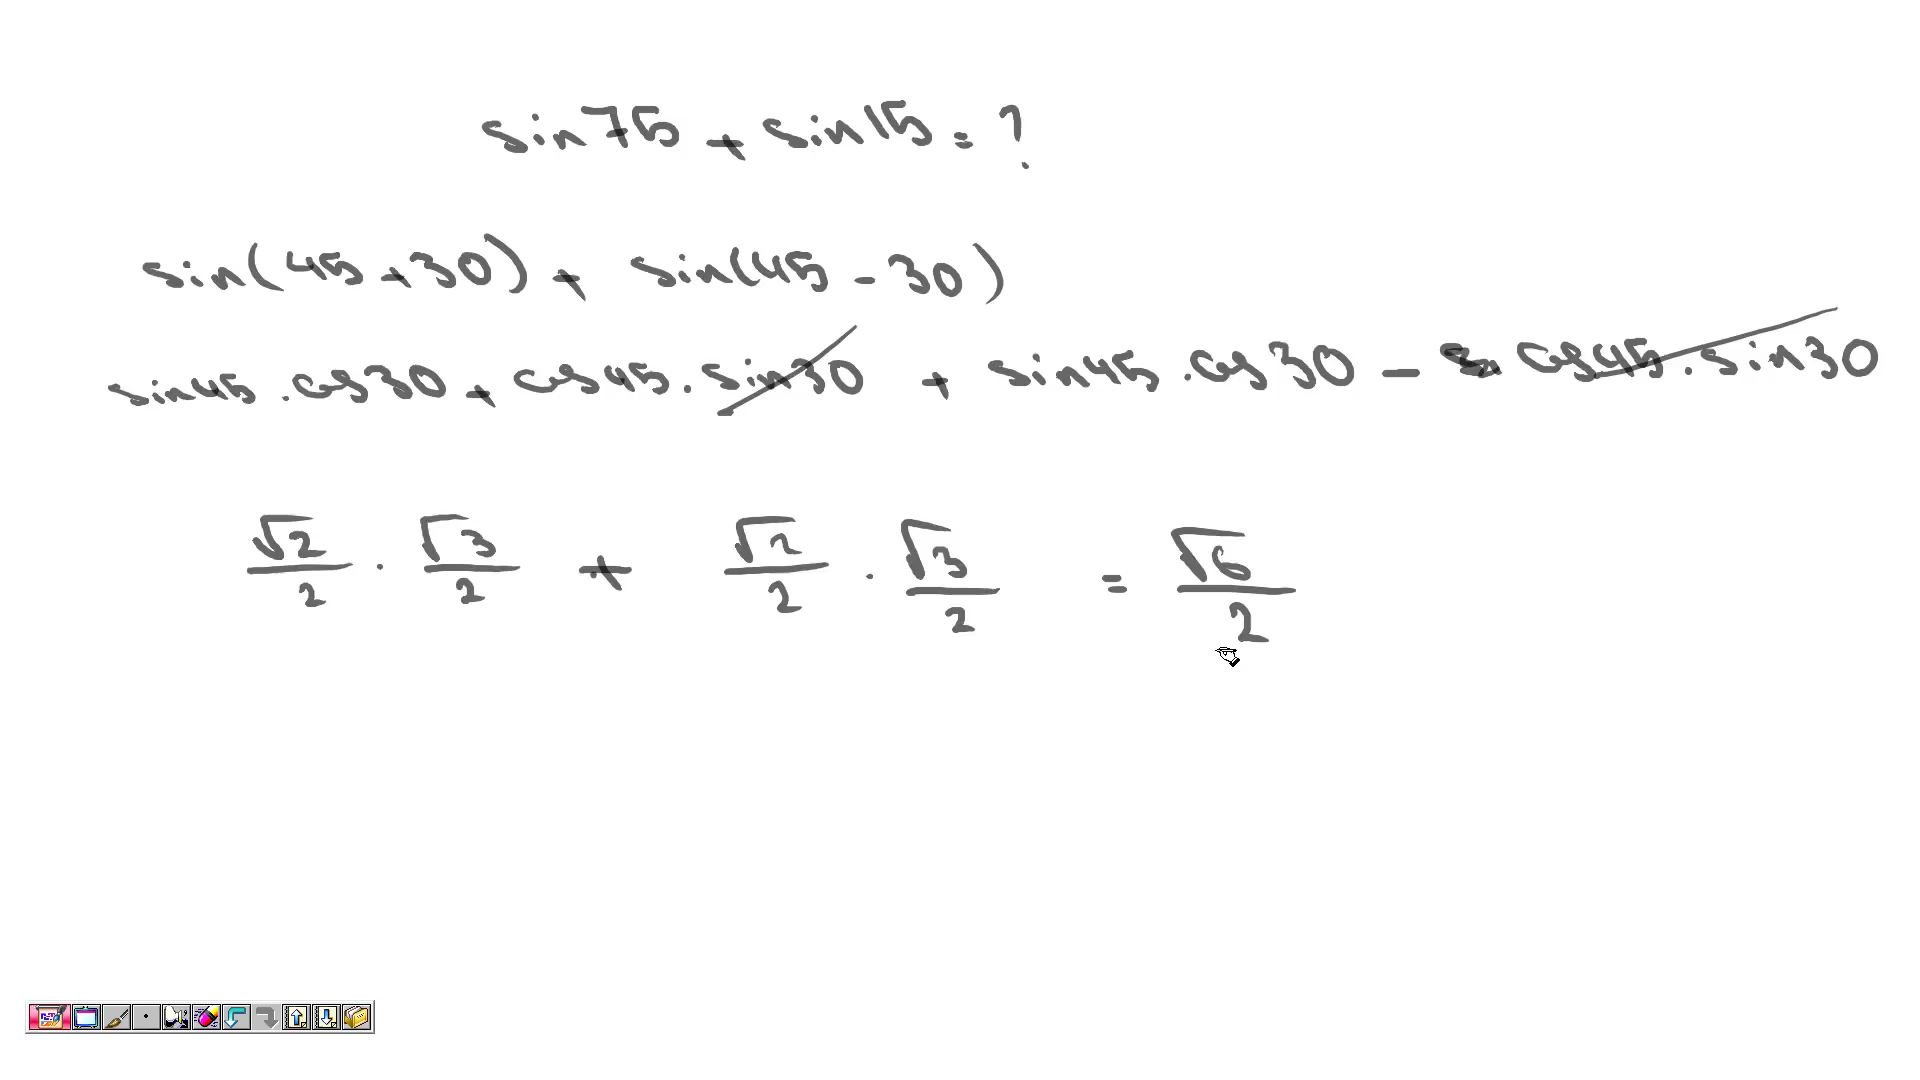 sin75 + sin15 = ?
sin(45+30) + sin(45-30)
sin45 . cos30 + cos45 . sin30 + sin45 . cos30 - cos45 . sin30
√2/2 . √3/2 + √2/2 . √3/2 = √6/2